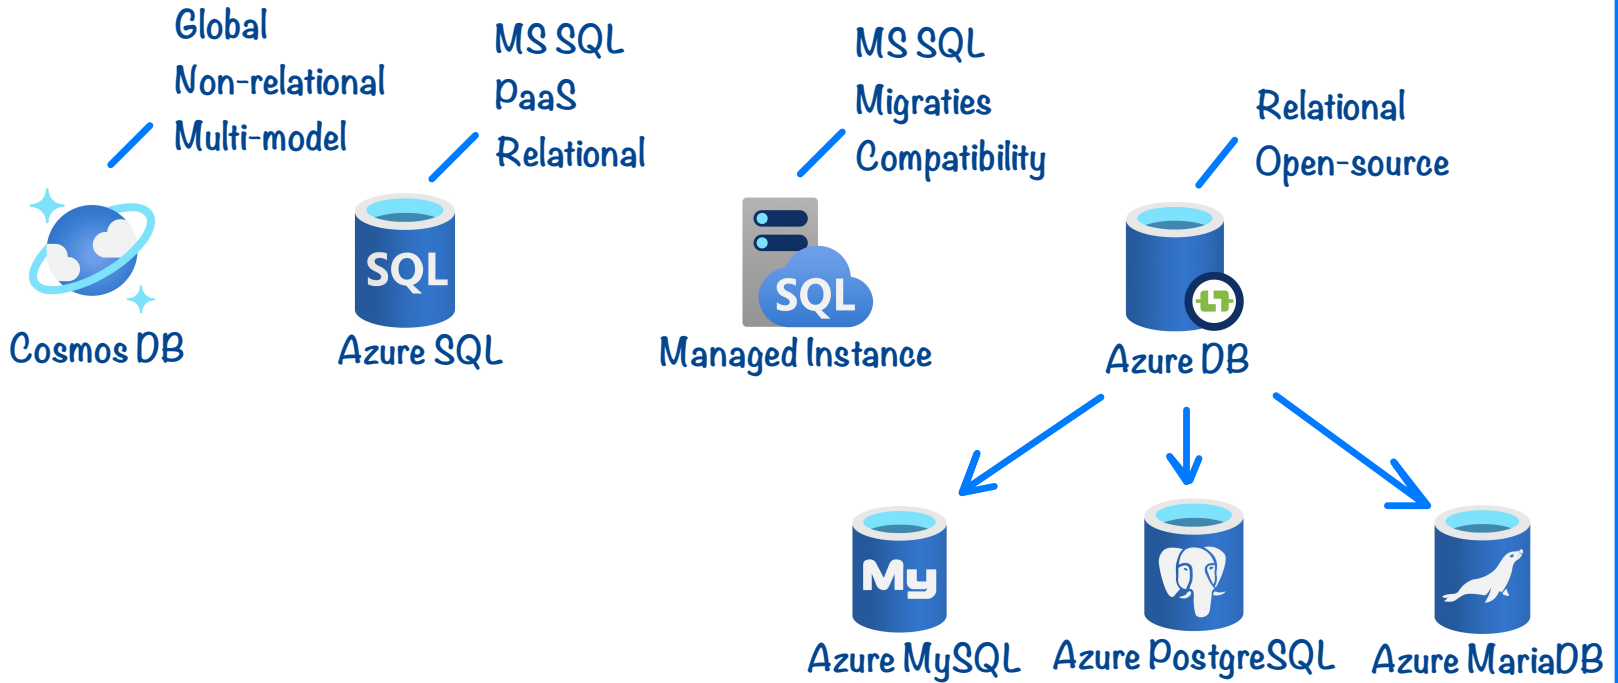 Global
Non-relational
Multi-model
Cosmos DB
MS SQL
PaaS
Relational
SQL
Azure SQL
MS SQL
Migraties
Compatibility
SQL
Managed Instance
Relational
Open-source
Azure DB
My
Azure MySQL
Azure PostgreSQL
Azure MariaDB